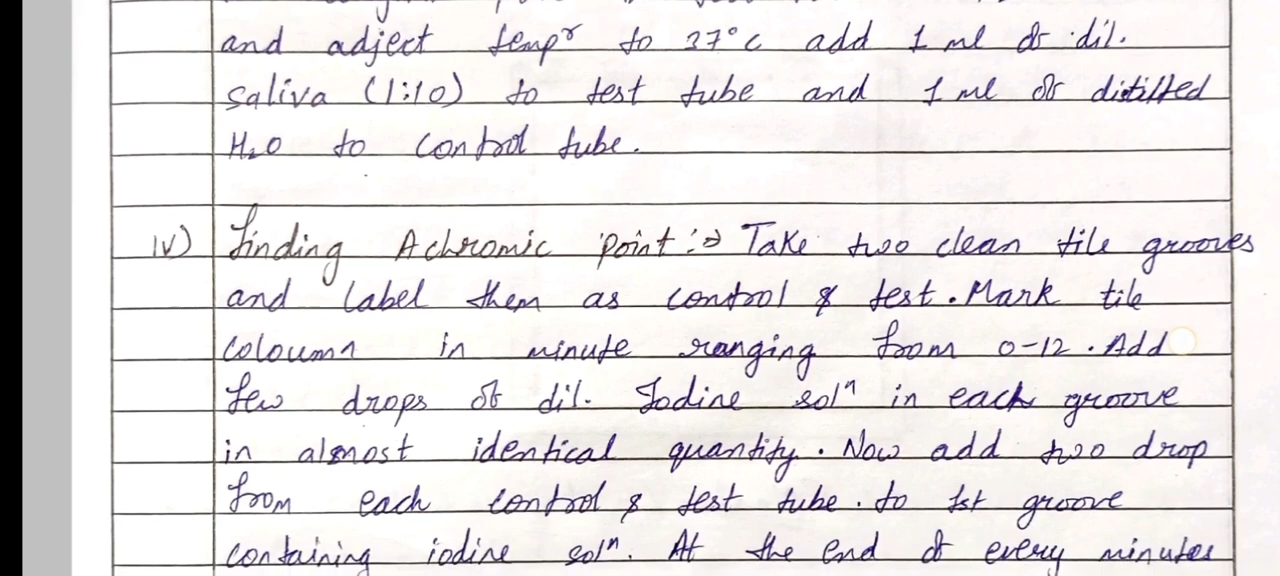 and adject temp^r to 37°c add 1 ml of dil.
saliva (1:10) to test tube and 1 ml of distilled
H₂O to control tube.
iv) finding Achromic point :→ Take two clean tile grooves
and label them as control & test. Mark tile
coloumn in minute ranging from 0-12. Add
few drops of dil. Iodine solⁿ in each groove
in almost identical quantity. Now add two drop
from each control & test tube. to 1st groove
containing iodine solⁿ. At the end of every minutes